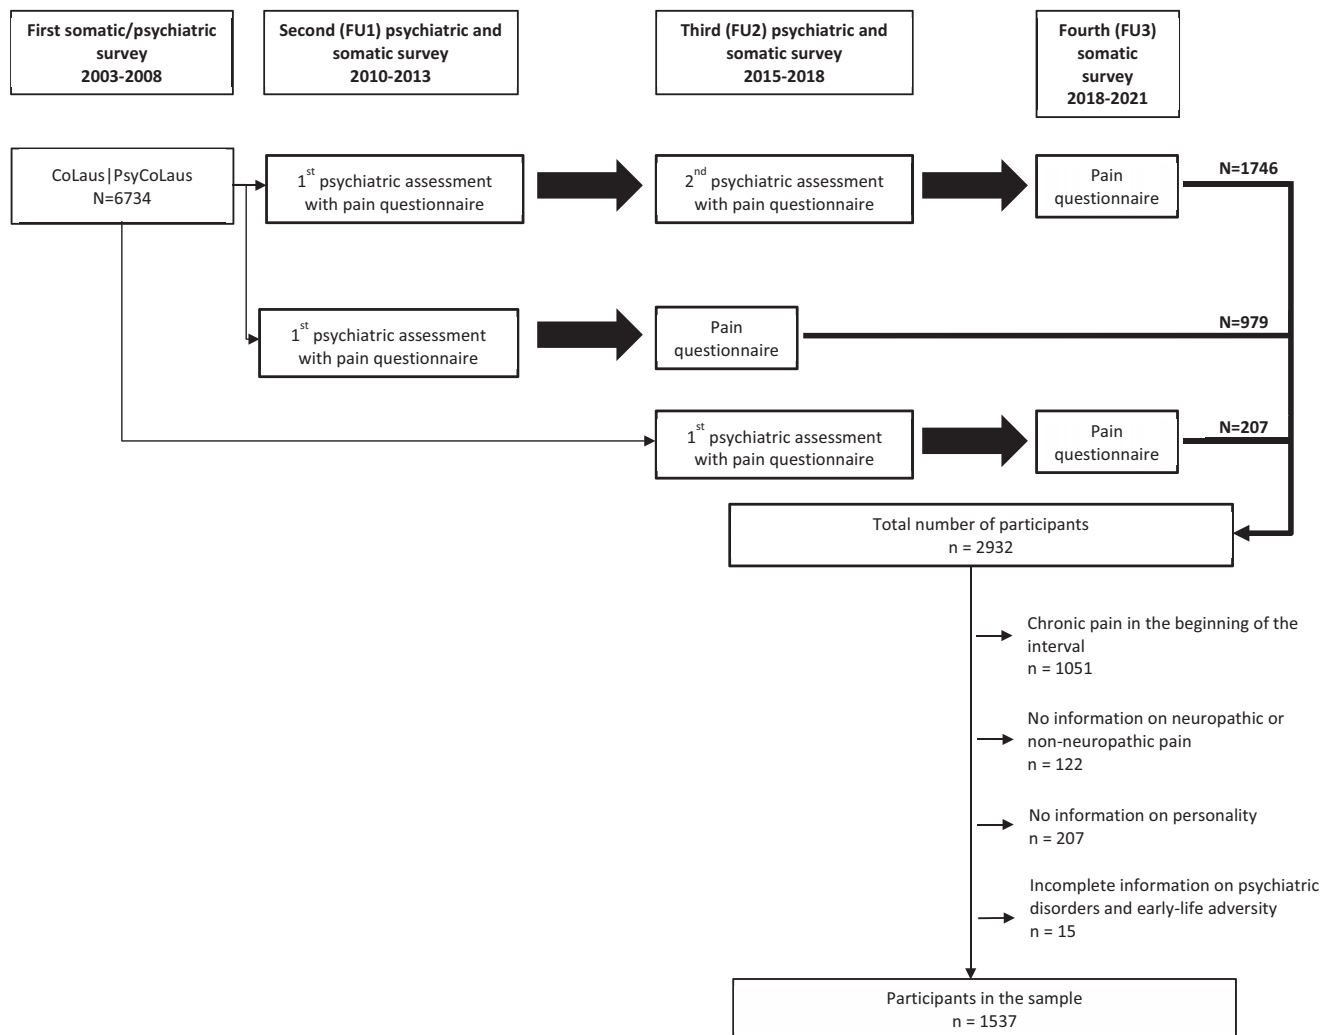 First somatic/psychiatric
survey
2003-2008
Second (FU1) psychiatric and
somatic survey
2010-2013
Third (FU2) psychiatric and
somatic survey
2015-2018
Fourth (FU3)
somatic
survey
2018-2021
CoLaus|PsyCoLaus
N=6734
1st psychiatric assessment
with pain questionnaire
2nd psychiatric assessment
with pain questionnaire
Pain
questionnaire
N=1746
1st psychiatric assessment
with pain questionnaire
Pain
questionnaire
N=979
1st psychiatric assessment
with pain questionnaire
Pain
questionnaire
N=207
Total number of participants
n = 2932
Chronic pain in the beginning of the
interval
n = 1051
No information on neuropathic or
non-neuropathic pain
n = 122
No information on personality
n = 207
Incomplete information on psychiatric
disorders and early-life adversity
n = 15
Participants in the sample
n = 1537